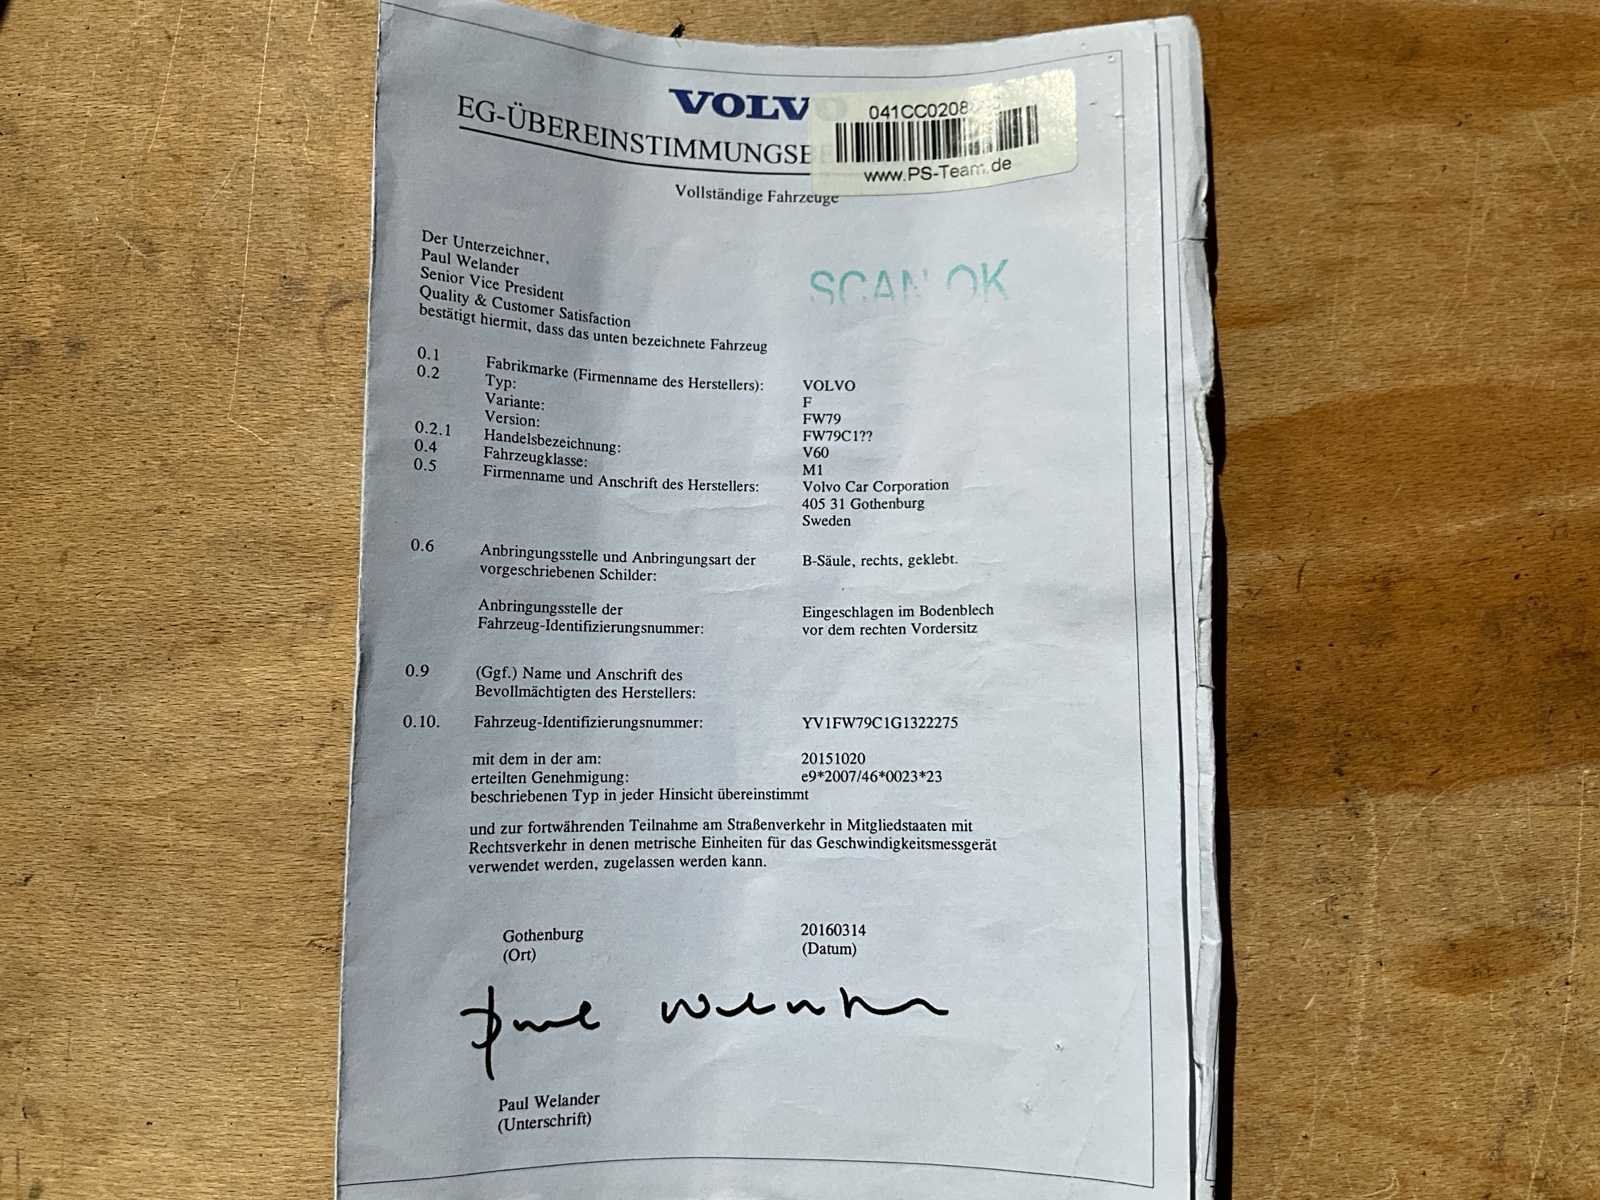 VOLV
041CC0208
EG-ÜBEREINSTIMMUNGSBE
www.PS-Team.de
Vollständige Fahrzeuge
Der Unterzeichner,
Paul Welander
Senior Vice President
Quality & Customer Satisfaction
bestätigt hiermit, dass das unten bezeichnete Fahrzeug
SCAN OK
0.1 Fabrikmarke (Firmenname des Herstellers): VOLVO
0.2 Typ: F
Variante: FW79
Version: FW79C1??
0.2.1 Handelsbezeichnung: V60
0.4 Fahrzeugklasse: M1
0.5 Firmenname und Anschrift des Herstellers: Volvo Car Corporation
405 31 Gothenburg
Sweden
0.6 Anbringungsstelle und Anbringungsart der B-Säule, rechts, geklebt.
vorgeschriebenen Schilder:
Anbringungsstelle der Eingeschlagen im Bodenblech
Fahrzeug-Identifizierungsnummer: vor dem rechten Vordersitz
0.9 (Ggf.) Name und Anschrift des
Bevollmächtigten des Herstellers:
0.10. Fahrzeug-Identifizierungsnummer: YV1FW79C1G1322275
mit dem in der am: 20151020
erteilten Genehmigung: e9*2007/46*0023*23
beschriebenen Typ in jeder Hinsicht übereinstimmt
und zur fortwährenden Teilnahme am Straßenverkehr in Mitgliedstaaten mit
Rechtsverkehr in denen metrische Einheiten für das Geschwindigkeitsmessgerät
verwendet werden, zugelassen werden kann.
Gothenburg 20160314
(Ort) (Datum)
Paul Welander
Paul Welander
(Unterschrift)